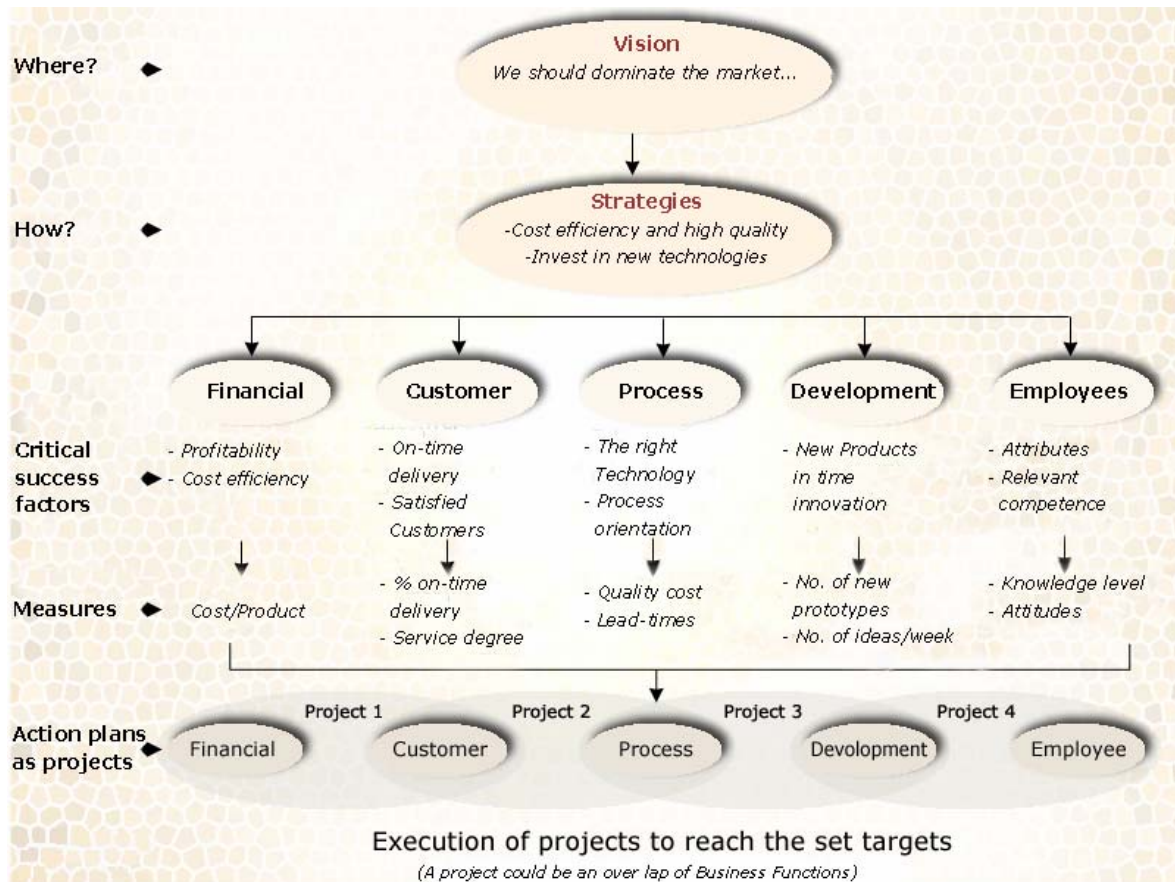 Where?
Vision
We should dominate the market...
How?
Strategies
-Cost efficiency and high quality
-Invest in new technologies
Financial
Customer
Process
Development
Employees
Critical
success
factors
- Profitability
- Cost efficiency
- On-time
delivery
- Satisfied
Customers
- The right
Technology
- Process
orientation
- New Products
in time
innovation
- Attributes
- Relevant
competence
Measures
Cost/Product
- % on-time
delivery
- Service degree
- Quality cost
- Lead-times
- No. of new
prototypes
- No. of ideas/week
- Knowledge level
- Attitudes
Action plans
as projects
Project 1
Project 2
Project 3
Project 4
Financial
Customer
Process
Devolopment
Employee
Execution of projects to reach the set targets
(A project could be an over lap of Business Functions)